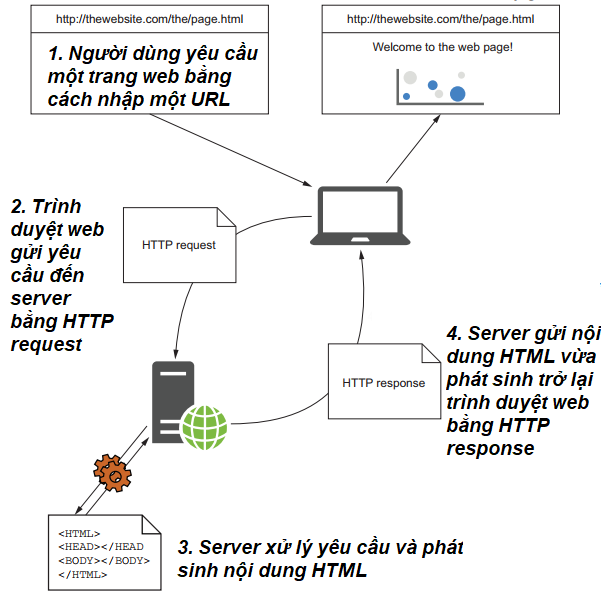 http://thewebsite.com/the/page.html
1. Người dùng yêu cầu
một trang web bằng
cách nhập một URL
http://thewebsite.com/the/page.html
Welcome to the web page!
2. Trình
duyệt web
gửi yêu
cầu đến
server
bằng HTTP
request
HTTP request
4. Server gửi nội
dung HTML vừa
phát sinh trở lại
trình duyệt web
bằng HTTP
response
HTTP response
<HTML>
<HEAD></HEAD
<BODY></BODY>
</HTML>
3. Server xử lý yêu cầu và phát
sinh nội dung HTML